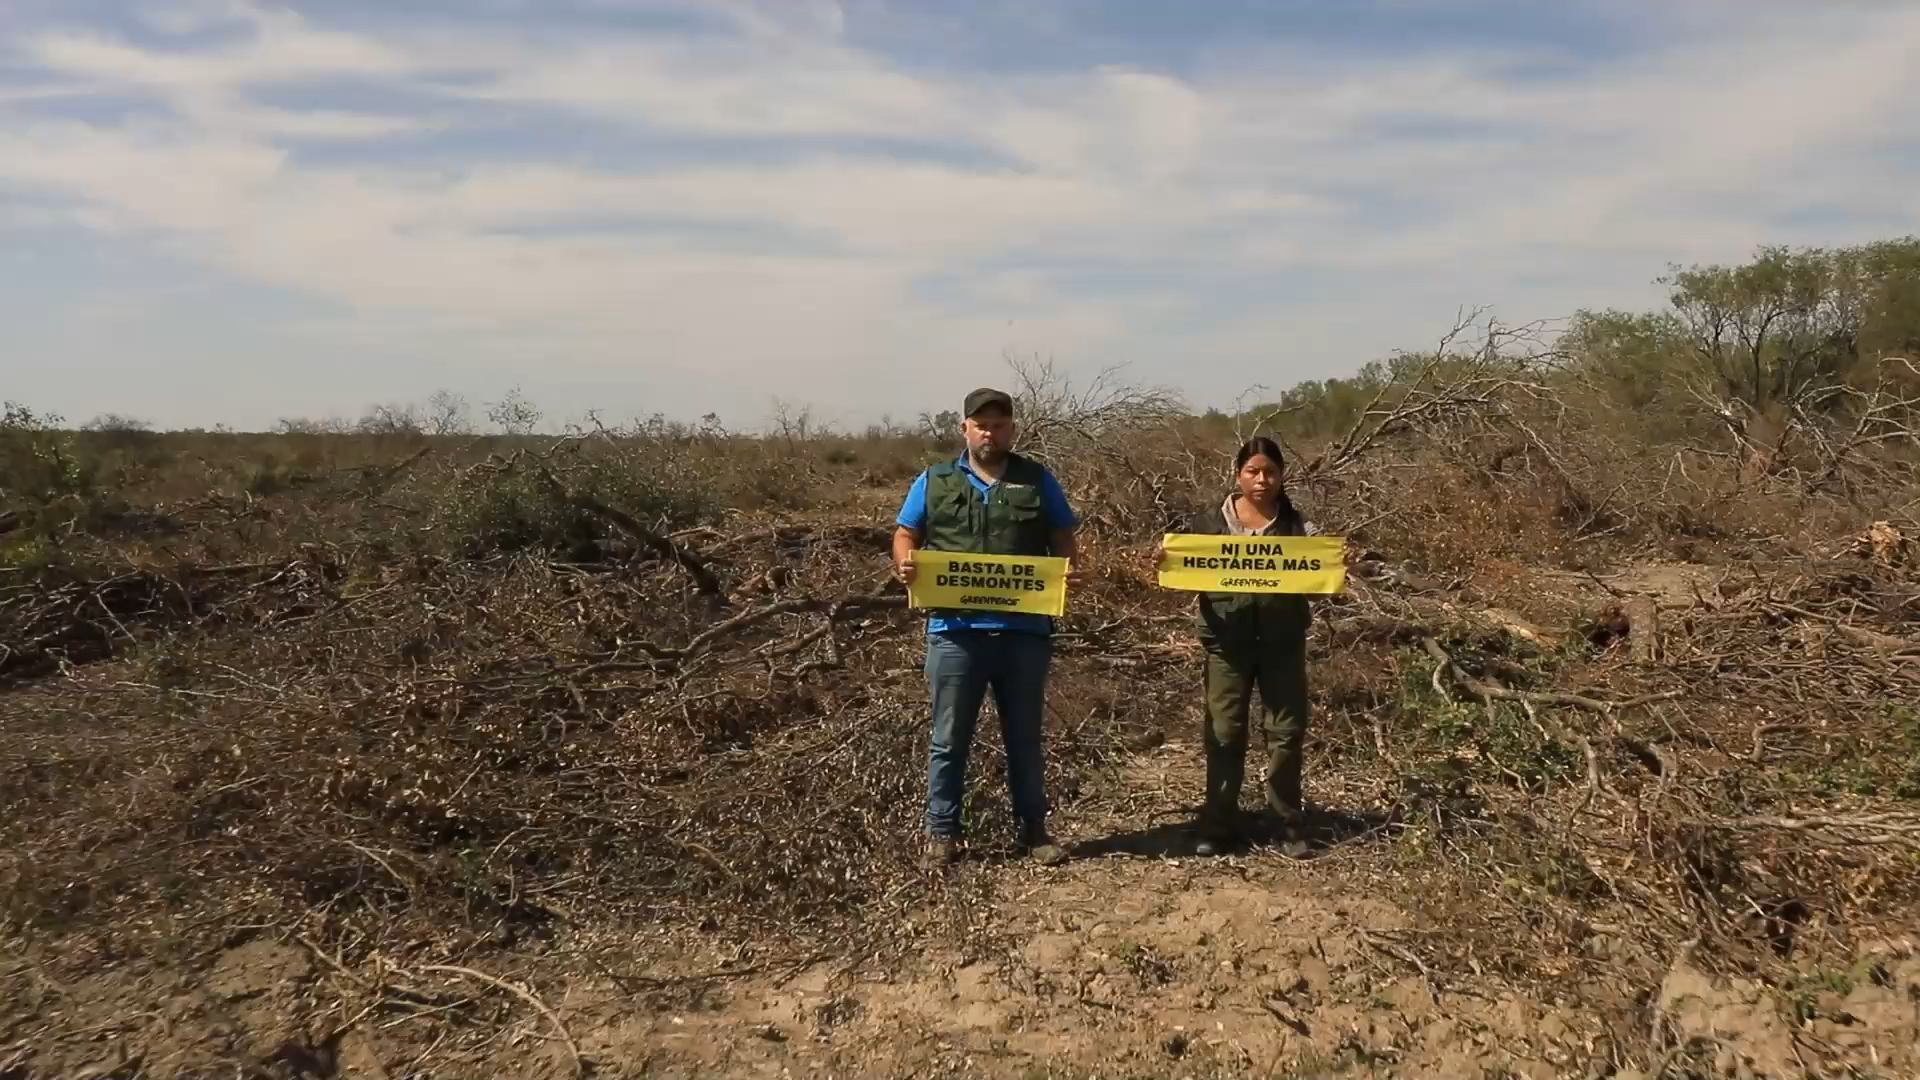 BASTA DE
DESMONTES
GREENPEACE
NI UNA
HECTÁREA MÁS
GREENPEACE